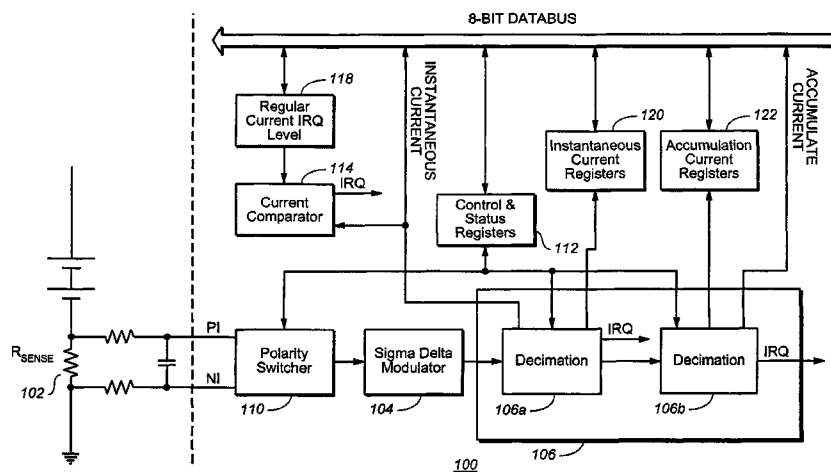 8-BIT DATABUS
118
Regular
Current IRQ
Level
INSTANTANEOUS
CURRENT
120
Instantaneous
Current
Registers
122
Accumulation
Current
Registers
ACCUMULATE
CURRENT
114
IRQ
Current
Comparator
Control &
Status
Registers
112
PI
NI
RSENSE
102
Polarity
Switcher
110
Sigma Delta
Modulator
104
Decimation
106a
IRQ
Decimation
106b
IRQ
106
100